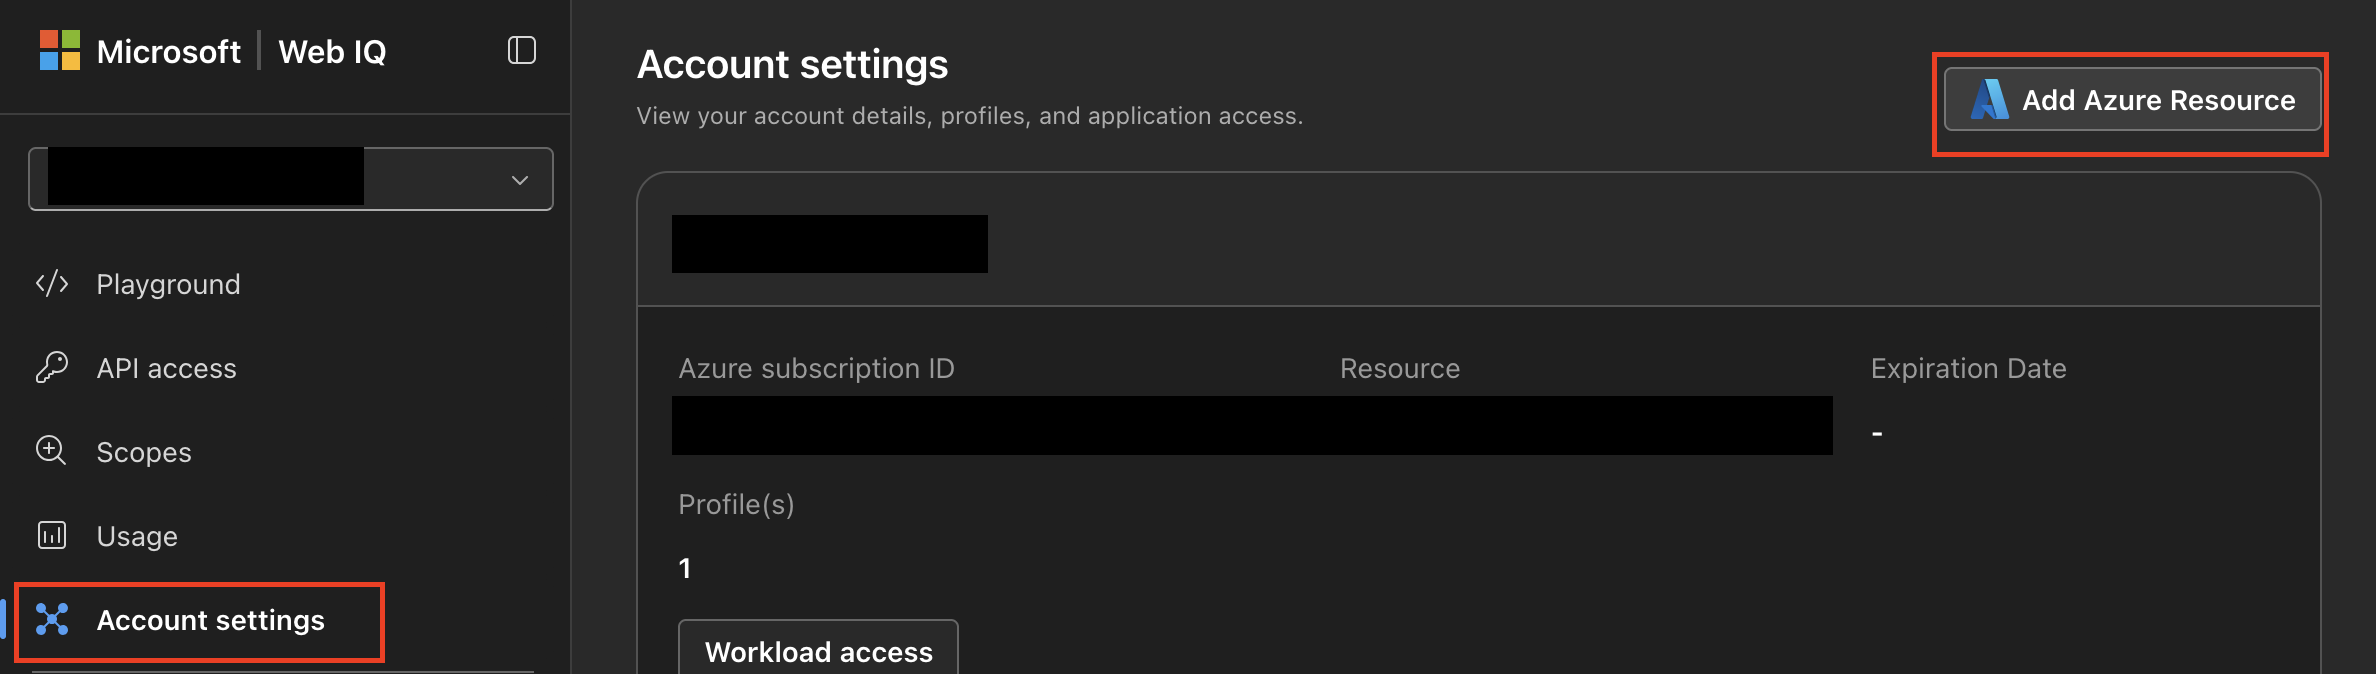 Microsoft | Web IQ
Playground
API access
Scopes
Usage
Account settings
Account settings
View your account details, profiles, and application access.
Add Azure Resource
Azure subscription ID
Resource
Expiration Date
-
Profile(s)
1
Workload access